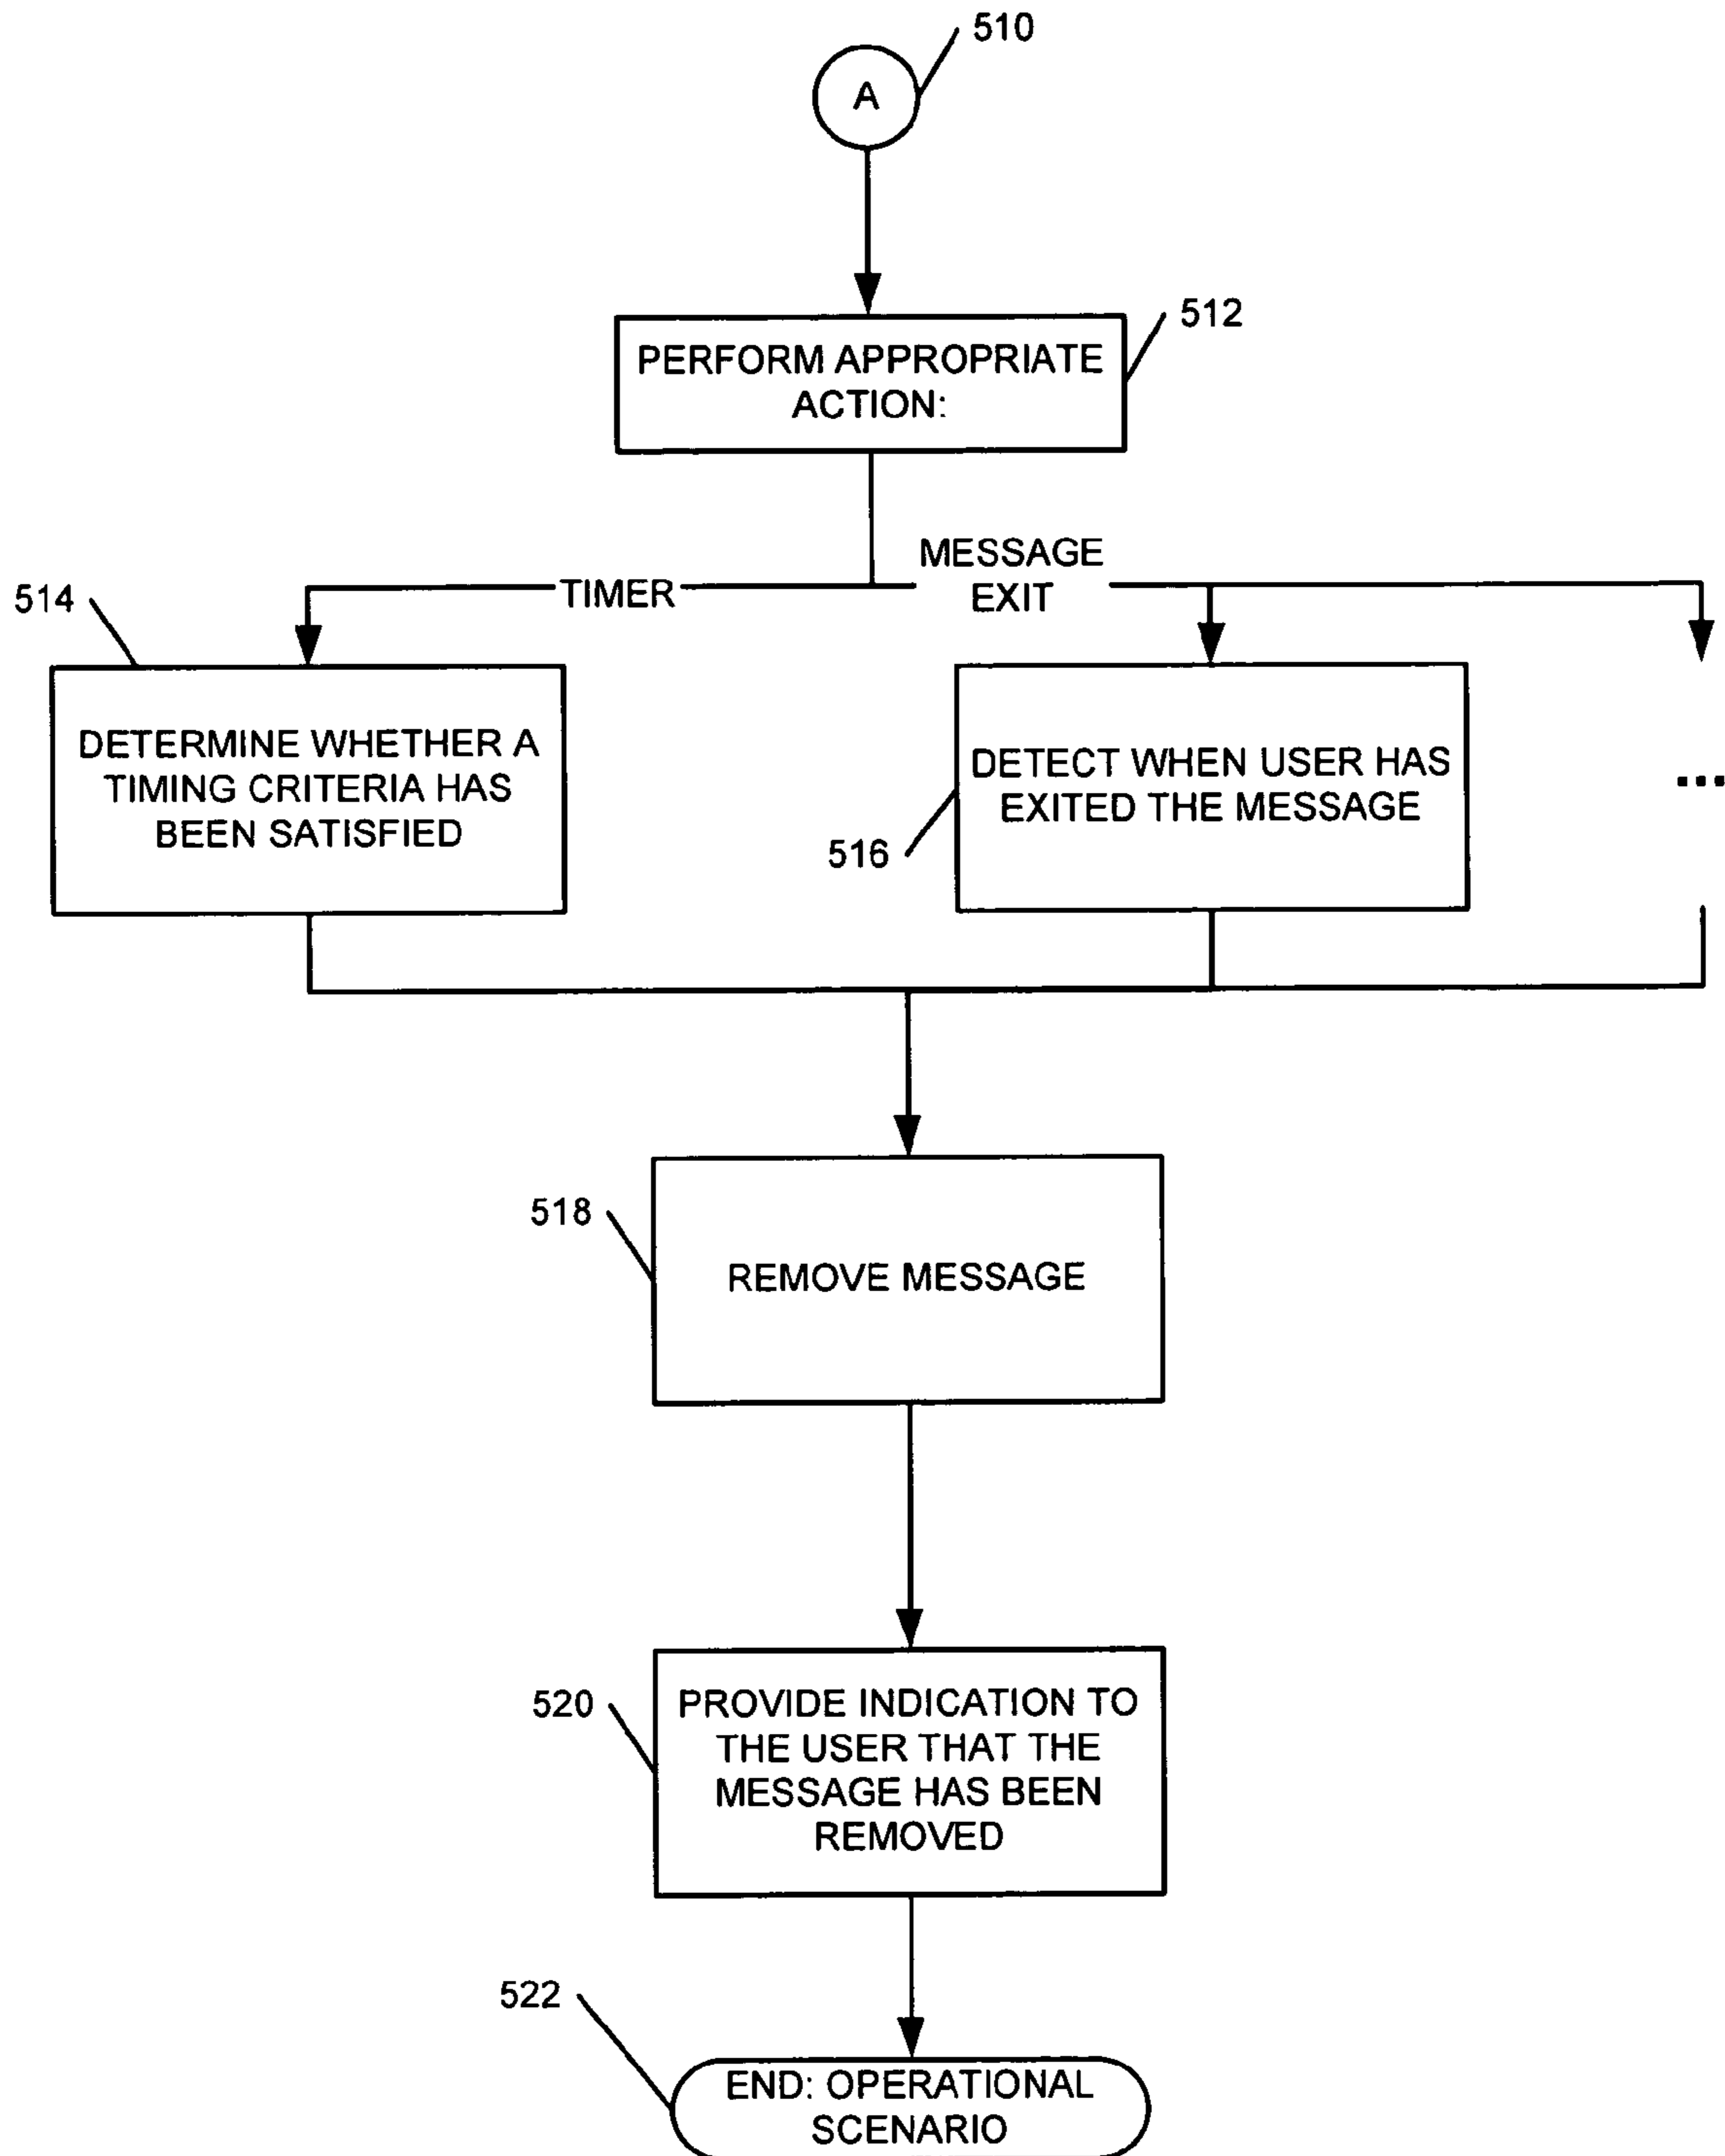 510
A
512
PERFORM APPROPRIATE
ACTION:
TIMER
MESSAGE
EXIT
514
DETERMINE WHETHER A
TIMING CRITERIA HAS
BEEN SATISFIED
516
DETECT WHEN USER HAS
EXITED THE MESSAGE
...
518
REMOVE MESSAGE
520
PROVIDE INDICATION TO
THE USER THAT THE
MESSAGE HAS BEEN
REMOVED
522
END: OPERATIONAL
SCENARIO